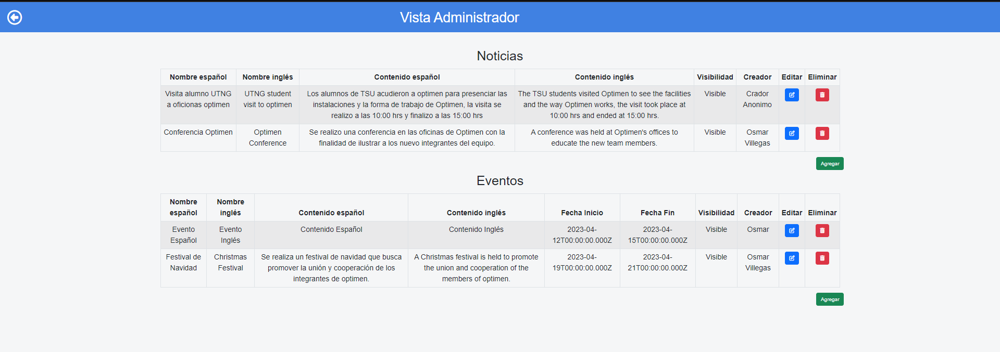 Vista Administrador
Noticias
Nombre español Nombre inglés Contenido español Contenido inglés Visibilidad Creador Editar Eliminar
Visita alumno UTNG UTNG student Los alumnos de TSU acudieron a optimen para presenciar las The TSU students visited Optimen to see the facilities Visible Crador
a oficionas optimen visit to optimen instalaciones y la forma de trabajo de Optimen, la visita se and the way Optimen works, the visit took place at Anonimo
realizo a las 10:00 hrs y finalizo a las 15:00 hrs 10:00 hrs and ended at 15:00 hrs.
Conferencia Optimen Optimen Se realizo una conferencia en las oficinas de Optimen con la A conference was held at Optimen's offices to Visible Osmar
Conference finalidad de ilustrar a los nuevo integrantes del equipo. educate the new team members. Villegas
Agregar
Eventos
Nombre Nombre
español inglés Contenido español Contenido inglés Fecha Inicio Fecha Fin Visibilidad Creador Editar Eliminar
Evento Evento Contenido Español Contenido Inglés 2023-04- 2023-04- Visible Osmar
Español Inglés 12T00:00:00.000Z 15T00:00:00.000Z
Festival de Christmas Se realiza un festival de navidad que busca A Christmas festival is held to promote 2023-04- 2023-04- Visible Osmar
Navidad Festival promover la unión y cooperación de los the union and cooperation of the 19T00:00:00.000Z 21T00:00:00.000Z Villegas
integrantes de optimen. members of optimen.
Agregar